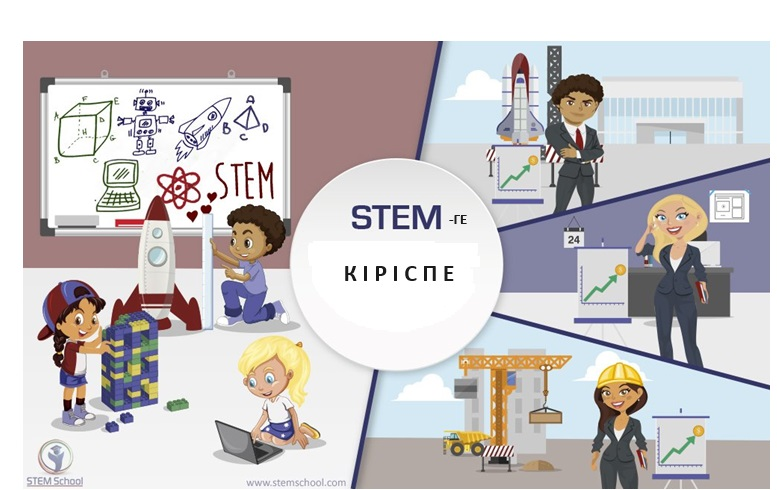 F
A
E
H
D
G
B
C
A
B
D
C
STEM
STEM -ГЕ
КІРІСПЕ
24
STEM School
www.stemschool.com